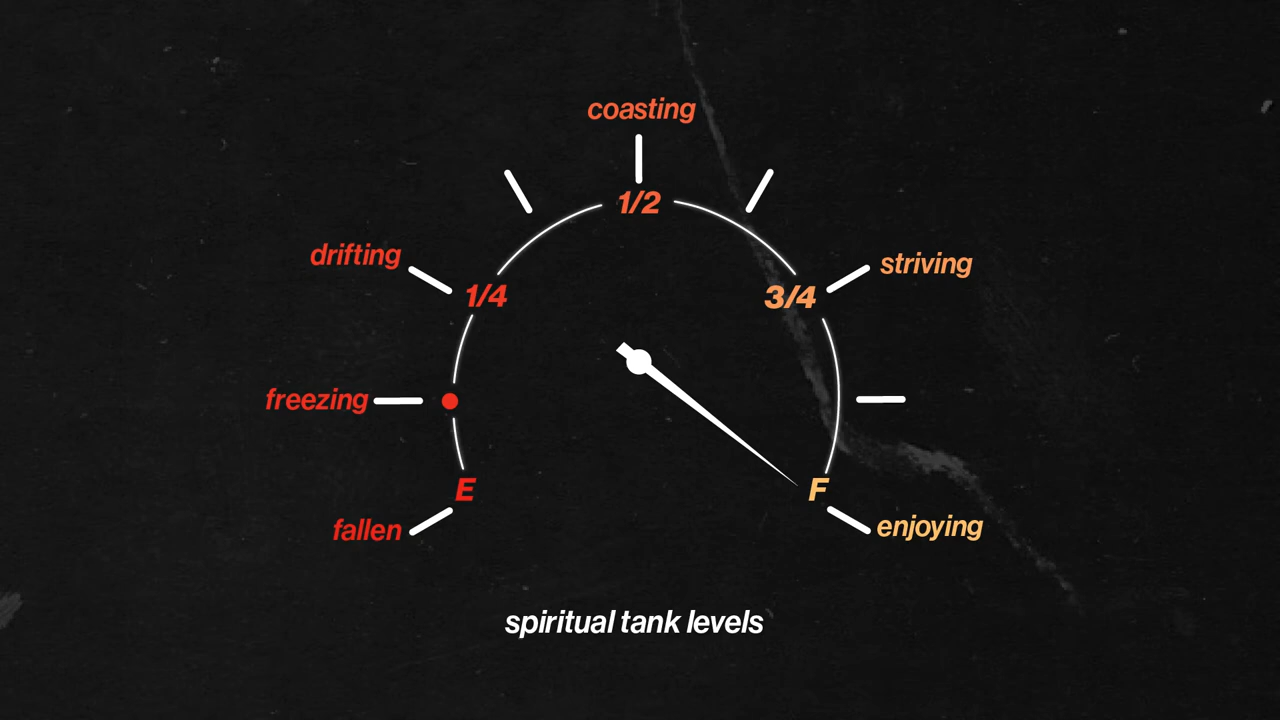 coasting
1/2
drifting
striving
1/4
3/4
freezing
E
F
fallen
enjoying
spiritual tank levels